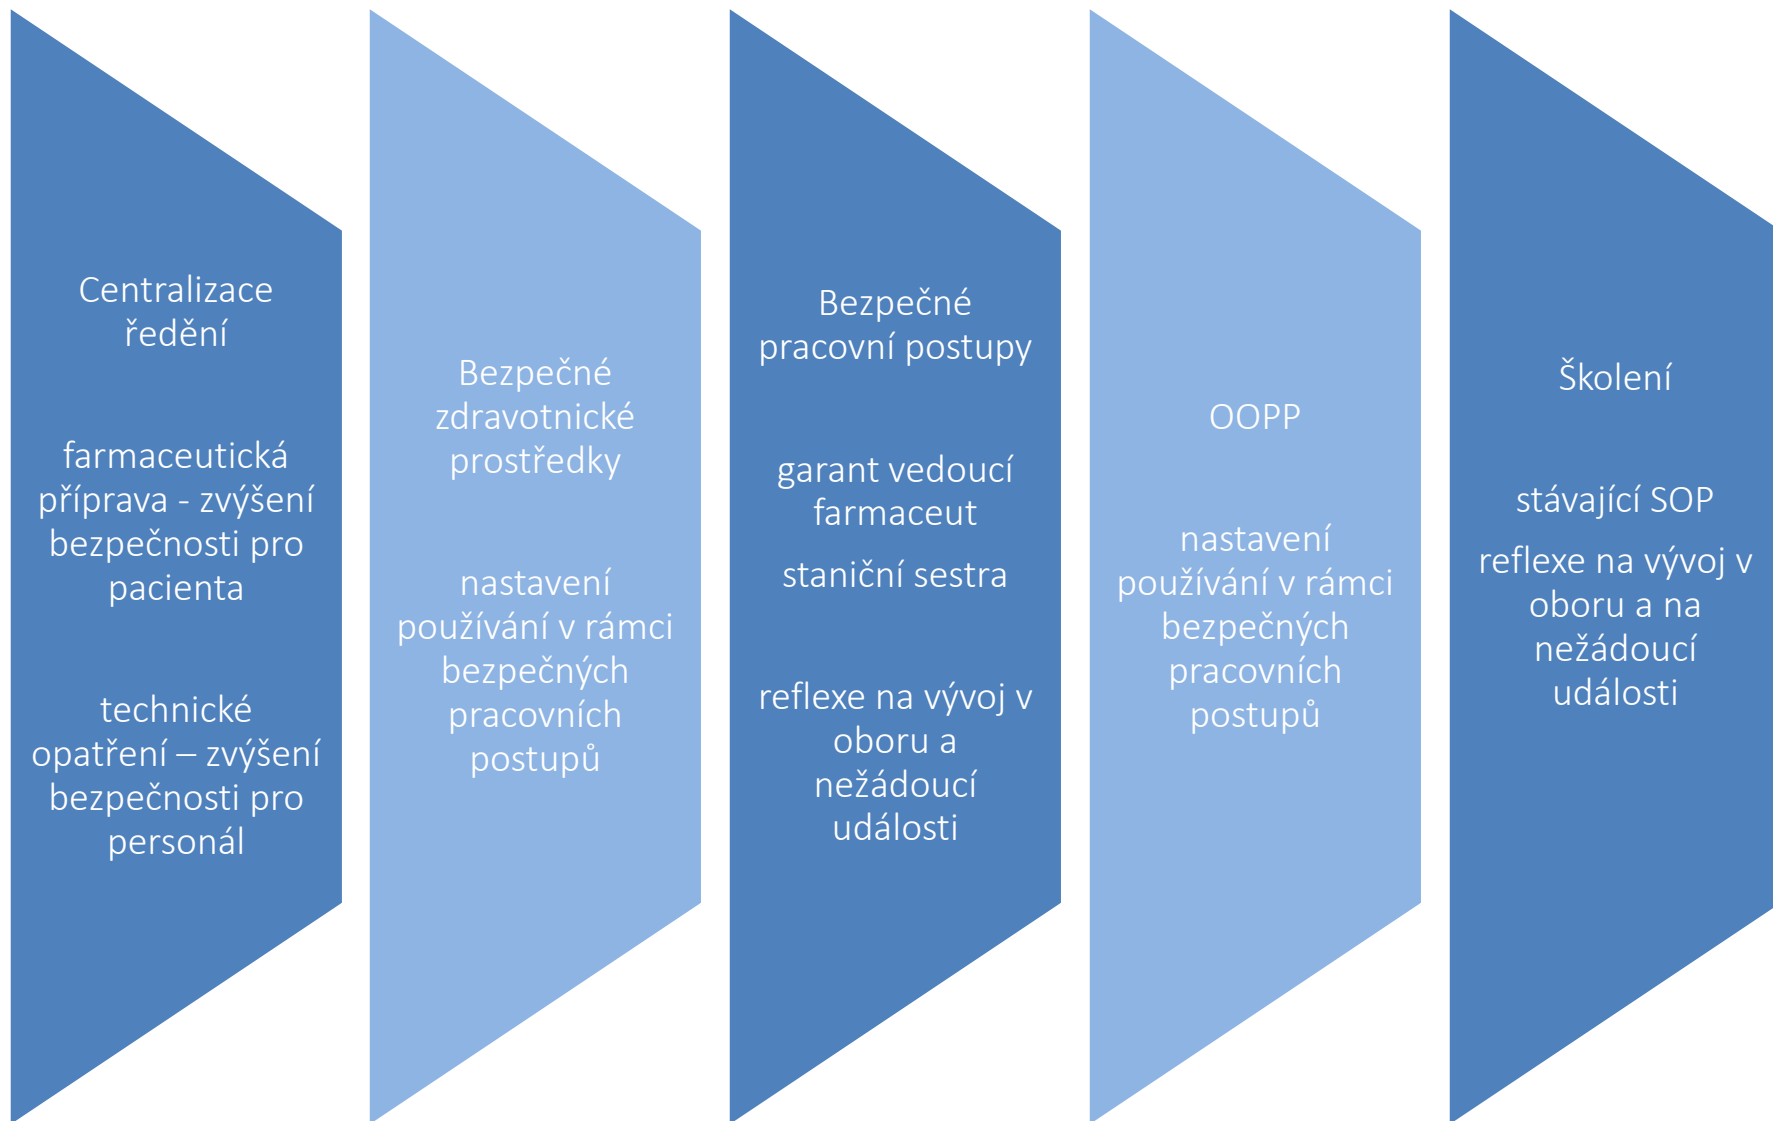 Centralizace
ředění
farmaceutická
příprava - zvýšení
bezpečnosti pro
pacienta
technické
opatření – zvýšení
bezpečnosti pro
personál
Bezpečné
zdravotnické
prostředky
nastavení
používání v rámci
bezpečných
pracovních
postupů
Bezpečné
pracovní postupy
garant vedoucí
farmaceut
staniční sestra
reflexe na vývoj v
oboru a
nežádoucí
události
OOPP
nastavení
používání v rámci
bezpečných
pracovních
postupů
Školení
stávající SOP
reflexe na vývoj v
oboru a na
nežádoucí
události